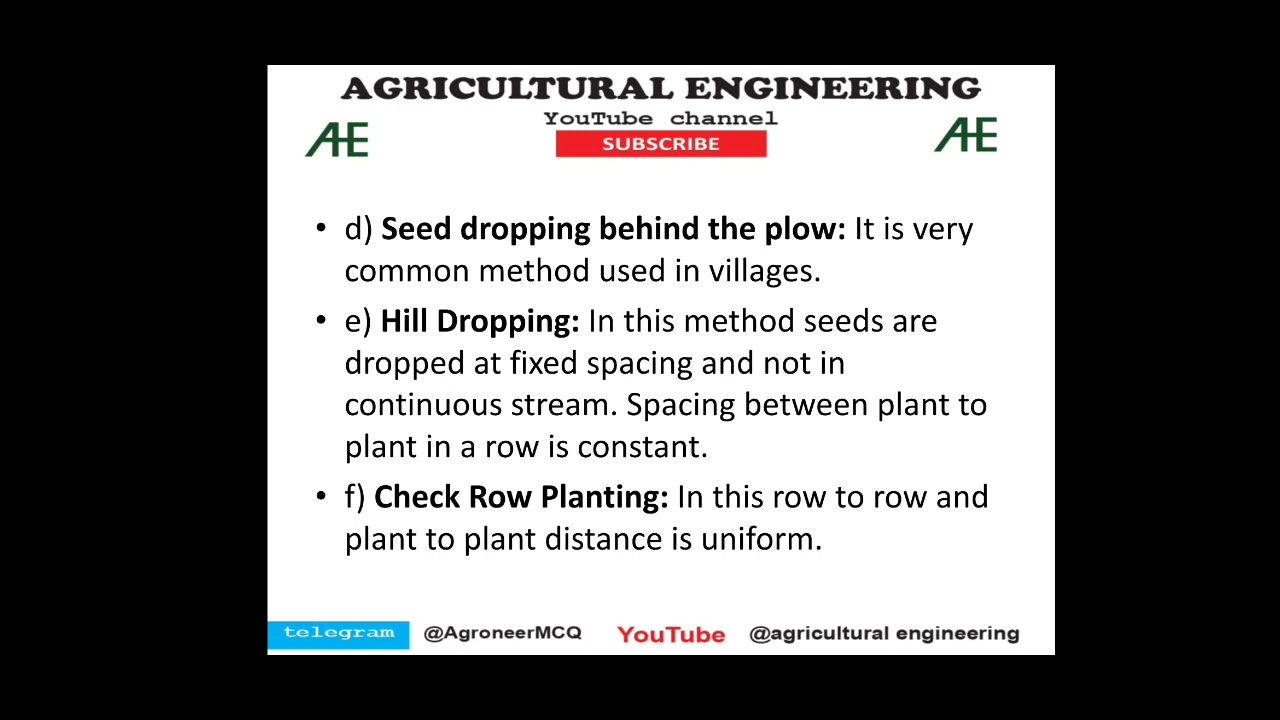 AGRICULTURAL ENGINEERING
YouTube channel
SUBSCRIBE
AE
AE
• d) Seed dropping behind the plow: It is very
common method used in villages.
• e) Hill Dropping: In this method seeds are
dropped at fixed spacing and not in
continuous stream. Spacing between plant to
plant in a row is constant.
• f) Check Row Planting: In this row to row and
plant to plant distance is uniform.
telegram @AgroneerMCQ YouTube @agricultural engineering